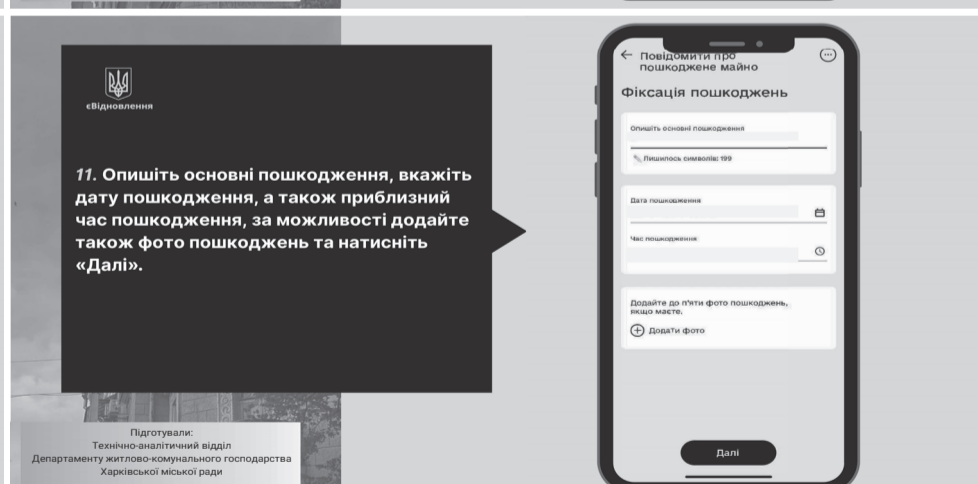 єВідновлення
11. Опишіть основні пошкодження, вкажіть
дату пошкодження, а також приблизний
час пошкодження, за можливості додайте
також фото пошкоджень та натисніть
«Далі».
Підготували:
Технічно-аналітичний відділ
Департаменту житлово-комунального господарства
Харківської міської ради
Повідомити про
пошкоджене майно
Фіксація пошкоджень
Опишіть основні пошкодження
Лишилось символів: 199
Дата пошкодження
Час пошкодження
Додайте до п'яти фото пошкоджень,
якщо маєте.
Додати фото
Далі